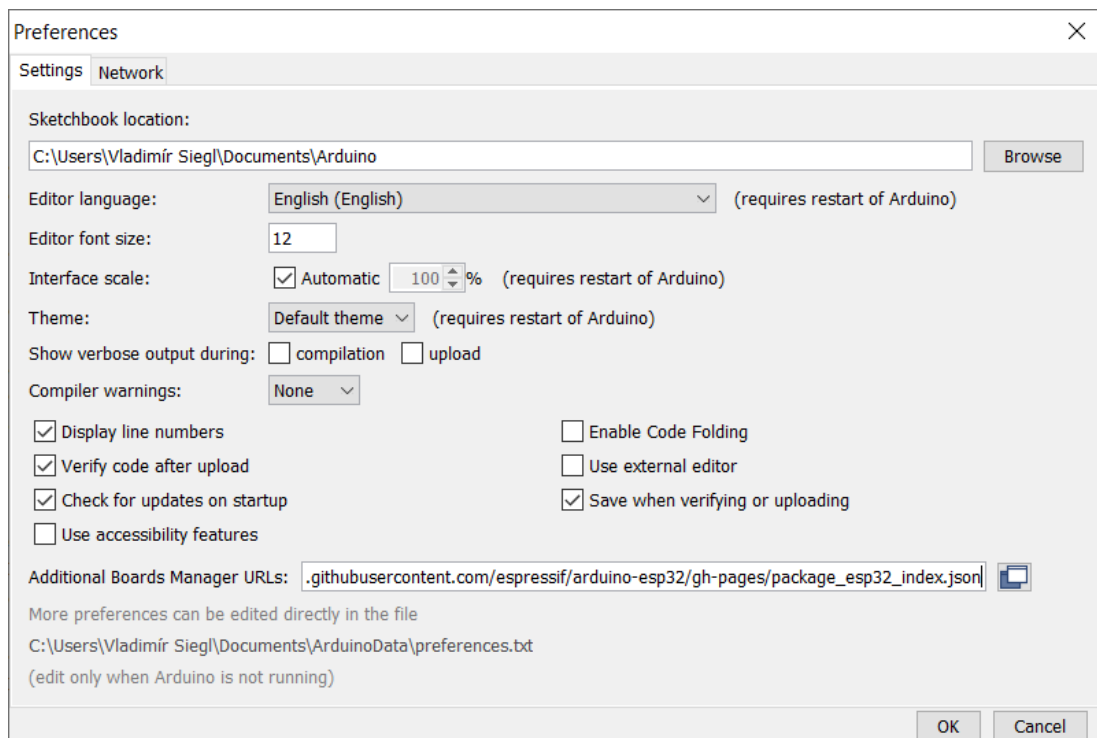 Preferences
Settings Network
Sketchbook location:
C:\Users\Vladimír Siegl\Documents\Arduino Browse
Editor language: English (English) (requires restart of Arduino)
Editor font size: 12
Interface scale: Automatic 100 % (requires restart of Arduino)
Theme: Default theme (requires restart of Arduino)
Show verbose output during: compilation upload
Compiler warnings: None
Display line numbers Enable Code Folding
Verify code after upload Use external editor
Check for updates on startup Save when verifying or uploading
Use accessibility features
Additional Boards Manager URLs: .githubusercontent.com/espressif/arduino-esp32/gh-pages/package_esp32_index.json
More preferences can be edited directly in the file
C:\Users\Vladimír Siegl\Documents\ArduinoData\preferences.txt
(edit only when Arduino is not running)
OK Cancel